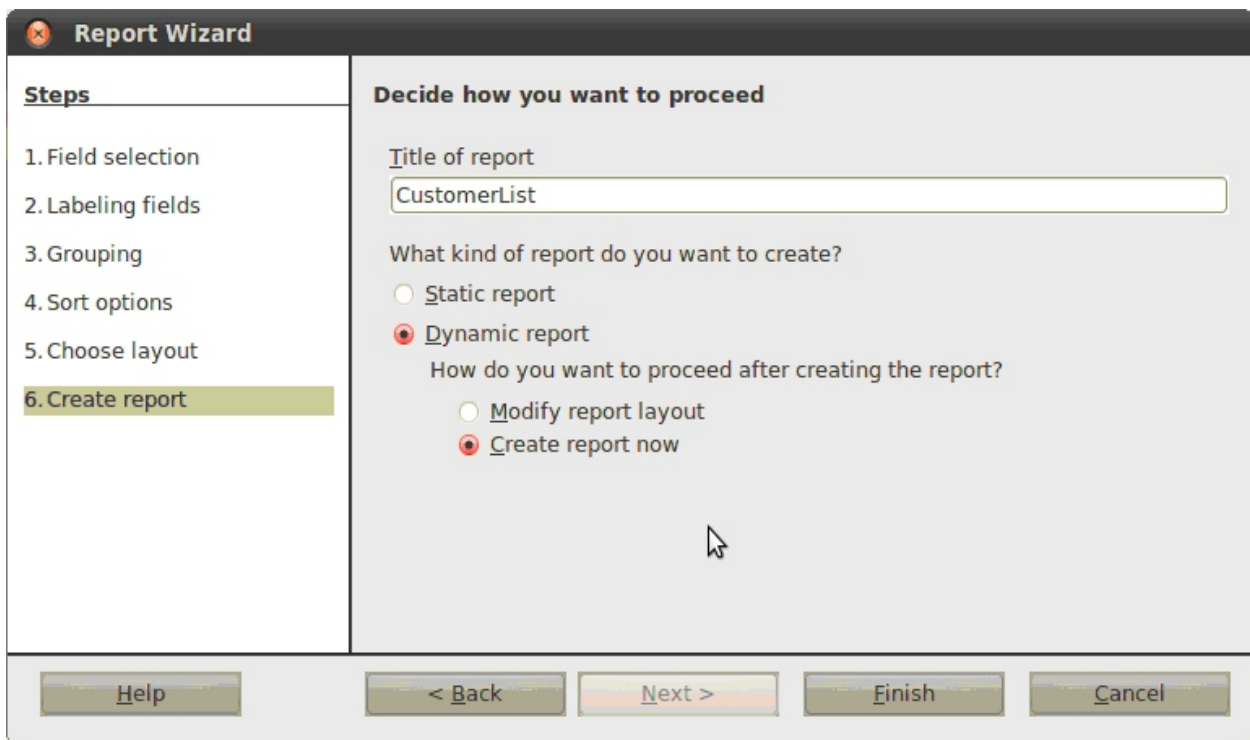 Report Wizard
Steps
1. Field selection
2. Labeling fields
3. Grouping
4. Sort options
5. Choose layout
6. Create report
Decide how you want to proceed
Title of report
CustomerList
What kind of report do you want to create?
Static report
Dynamic report
How do you want to proceed after creating the report?
Modify report layout
Create report now
Help
< Back
Next >
Finish
Cancel